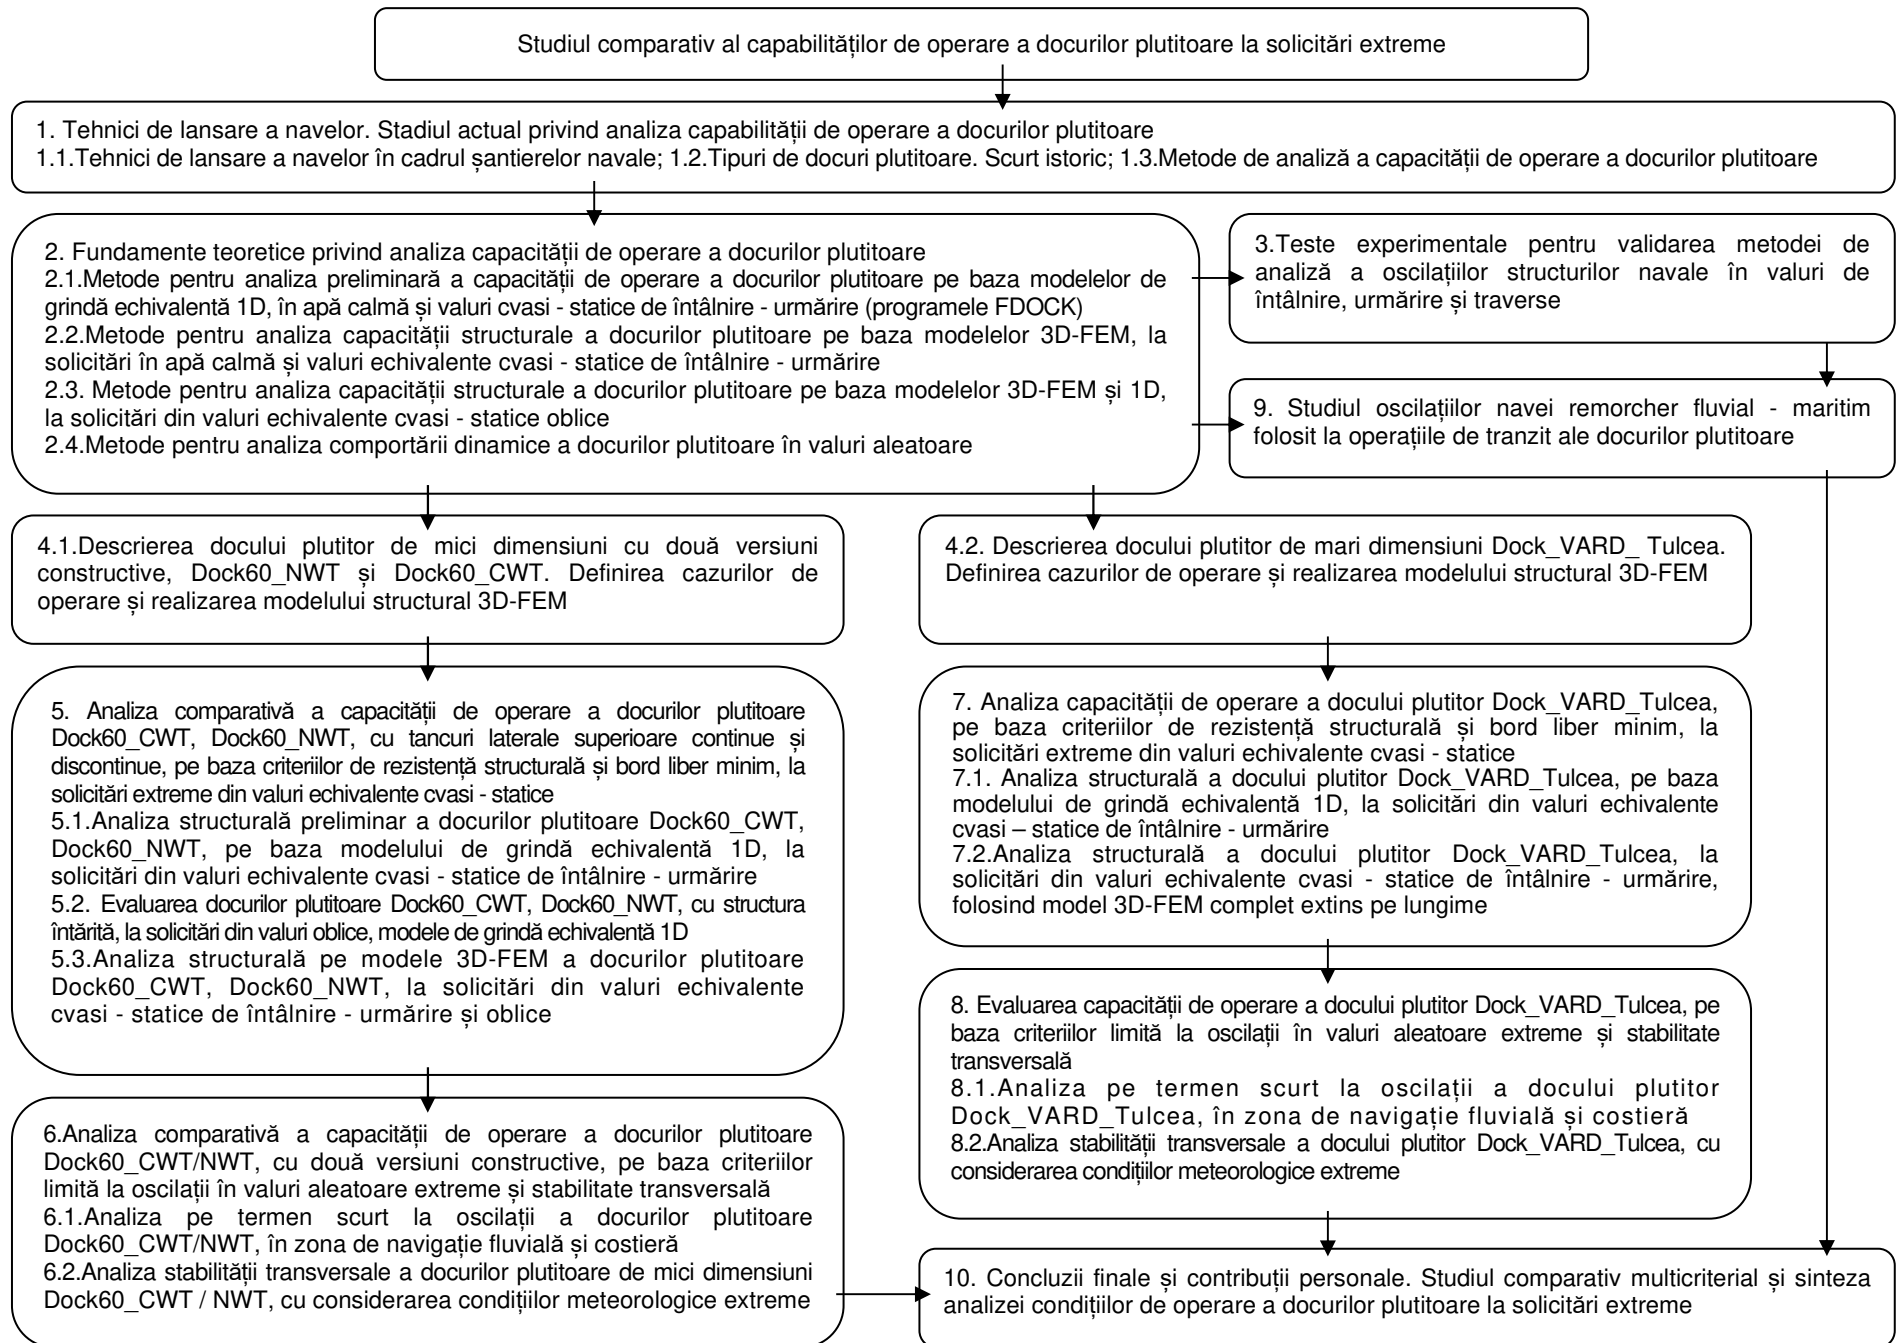 Studiul comparativ al capabilităților de operare a docurilor plutitoare la solicitări extreme
1. Tehnici de lansare a navelor. Stadiul actual privind analiza capabilității de operare a docurilor plutitoare
1.1.Tehnici de lansare a navelor în cadrul șantierelor navale; 1.2.Tipuri de docuri plutitoare. Scurt istoric; 1.3.Metode de analiză a capacității de operare a docurilor plutitoare
2. Fundamente teoretice privind analiza capacității de operare a docurilor plutitoare
2.1.Metode pentru analiza preliminară a capacității de operare a docurilor plutitoare pe baza modelelor de
grindă echivalentă 1D, în apă calmă și valuri cvasi - statice de întâlnire - urmărire (programele FDOCK)
2.2.Metode pentru analiza capacității structurale a docurilor plutitoare pe baza modelelor 3D-FEM, la
solicitări în apă calmă și valuri echivalente cvasi - statice de întâlnire - urmărire
2.3. Metode pentru analiza capacității structurale a docurilor plutitoare pe baza modelelor 3D-FEM și 1D,
la solicitări din valuri echivalente cvasi - statice oblice
2.4.Metode pentru analiza comportării dinamice a docurilor plutitoare în valuri aleatoare
3.Teste experimentale pentru validarea metodei de
analiză a oscilațiilor structurilor navale în valuri de
întâlnire, urmărire și traverse
9. Studiul oscilațiilor navei remorcher fluvial - maritim
folosit la operațiile de tranzit ale docurilor plutitoare
4.1.Descrierea docului plutitor de mici dimensiuni cu două versiuni
constructive, Dock60_NWT și Dock60_CWT. Definirea cazurilor de
operare și realizarea modelului structural 3D-FEM
4.2. Descrierea docului plutitor de mari dimensiuni Dock_VARD_ Tulcea.
Definirea cazurilor de operare și realizarea modelului structural 3D-FEM
5. Analiza comparativă a capacității de operare a docurilor plutitoare
Dock60_CWT, Dock60_NWT, cu tancuri laterale superioare continue și
discontinue, pe baza criteriilor de rezistență structurală și bord liber minim, la
solicitări extreme din valuri echivalente cvasi - statice
5.1.Analiza structurală preliminar a docurilor plutitoare Dock60_CWT,
Dock60_NWT, pe baza modelului de grindă echivalentă 1D, la
solicitări din valuri echivalente cvasi - statice de întâlnire - urmărire
5.2. Evaluarea docurilor plutitoare Dock60_CWT, Dock60_NWT, cu structura
întărită, la solicitări din valuri oblice, modele de grindă echivalentă 1D
5.3.Analiza structurală pe modele 3D-FEM a docurilor plutitoare
Dock60_CWT, Dock60_NWT, la solicitări din valuri echivalente
cvasi - statice de întâlnire - urmărire și oblice
7. Analiza capacității de operare a docului plutitor Dock_VARD_Tulcea,
pe baza criteriilor de rezistență structurală și bord liber minim, la
solicitări extreme din valuri echivalente cvasi - statice
7.1. Analiza structurală a docului plutitor Dock_VARD_Tulcea, pe baza
modelului de grindă echivalentă 1D, la solicitări din valuri echivalente
cvasi – statice de întâlnire - urmărire
7.2.Analiza structurală a docului plutitor Dock_VARD_Tulcea, la
solicitări din valuri echivalente cvasi - statice de întâlnire - urmărire,
folosind model 3D-FEM complet extins pe lungime
8. Evaluarea capacității de operare a docului plutitor Dock_VARD_Tulcea, pe
baza criteriilor limită la oscilații în valuri aleatoare extreme și stabilitate
transversală
8.1.Analiza pe termen scurt la oscilații a docului plutitor
Dock_VARD_Tulcea, în zona de navigație fluvială și costieră
8.2.Analiza stabilității transversale a docului plutitor Dock_VARD_Tulcea, cu
considerarea condițiilor meteorologice extreme
6.Analiza comparativă a capacității de operare a docurilor plutitoare
Dock60_CWT/NWT, cu două versiuni constructive, pe baza criteriilor
limită la oscilații în valuri aleatoare extreme și stabilitate transversală
6.1.Analiza pe termen scurt la oscilații a docurilor plutitoare
Dock60_CWT/NWT, în zona de navigație fluvială și costieră
6.2.Analiza stabilității transversale a docurilor plutitoare de mici dimensiuni
Dock60_CWT / NWT, cu considerarea condițiilor meteorologice extreme
10. Concluzii finale și contribuții personale. Studiul comparativ multicriterial și sinteza
analizei condițiilor de operare a docurilor plutitoare la solicitări extreme